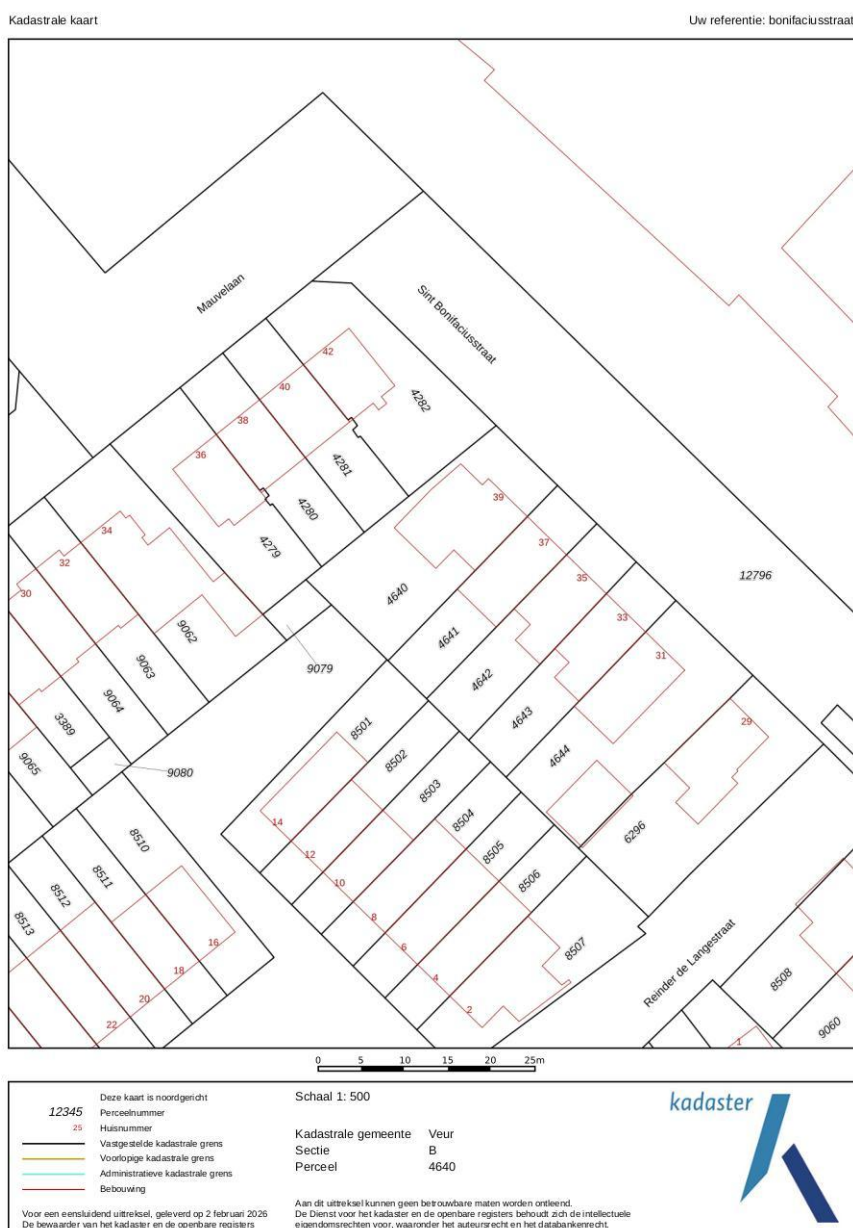 Kadastrale kaart
Uw referentie: bonifaciusstraat
Mauvelaan
Sint Bonifaciusstraat
42
40
4282
38
36
4281
39
4280
34
4279
37
32
12796
35
30
4640
33
9062
4641
31
9063
9079
4642
9064
3389
4643
29
8501
9065
4644
9080
8502
8503
14
8504
6296
8510
12
8505
8511
10
8506
8512
8
8513
16
6
8507
18
4
Reinder de Langestraat
8508
20
2
22
9060
1
0 5 10 15 20 25m
Deze kaart is noordgericht
12345 Perceelnummer
25 Huisnummer
Vastgestelde kadastrale grens
Voorlopige kadastrale grens
Administratieve kadastrale grens
Bebouwing
Voor een eensluidend uittreksel, geleverd op 2 februari 2026
De bewaarder van het kadaster en de openbare registers
Schaal 1: 500
Kadastrale gemeente Veur
Sectie B
Perceel 4640
Aan dit uittreksel kunnen geen betrouwbare maten worden ontleend.
De Dienst voor het kadaster en de openbare registers behoudt zich de intellectuele
eigendomsrechten voor, waaronder het auteursrecht en het databankenrecht.
kadaster